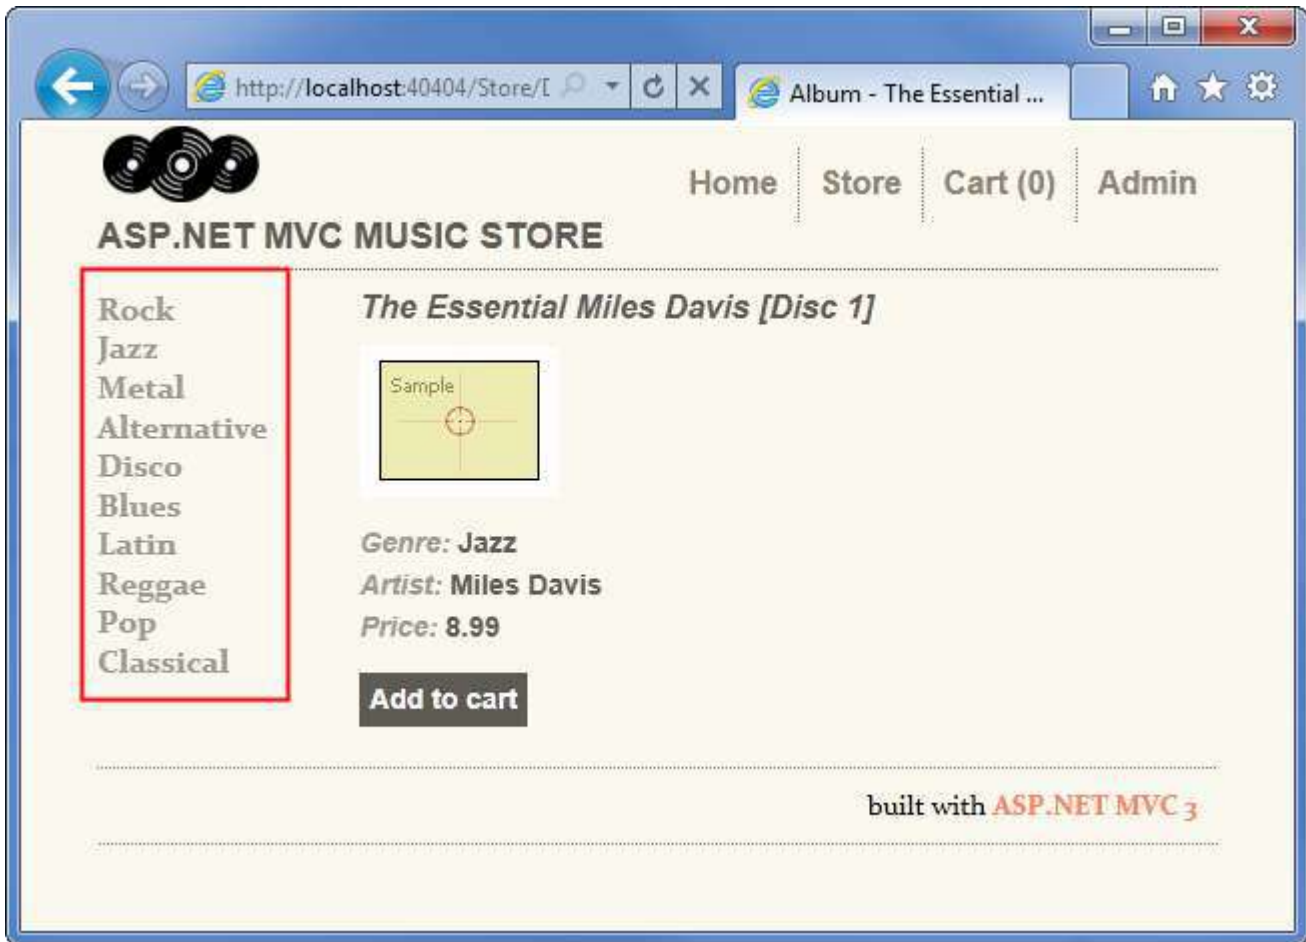 http://localhost:40404/Store/
Album - The Essential ...
Home Store Cart (0) Admin
ASP.NET MVC MUSIC STORE
Rock
Jazz
Metal
Alternative
Disco
Blues
Latin
Reggae
Pop
Classical
The Essential Miles Davis [Disc 1]
Sample
Genre: Jazz
Artist: Miles Davis
Price: 8.99
Add to cart
built with ASP.NET MVC 3